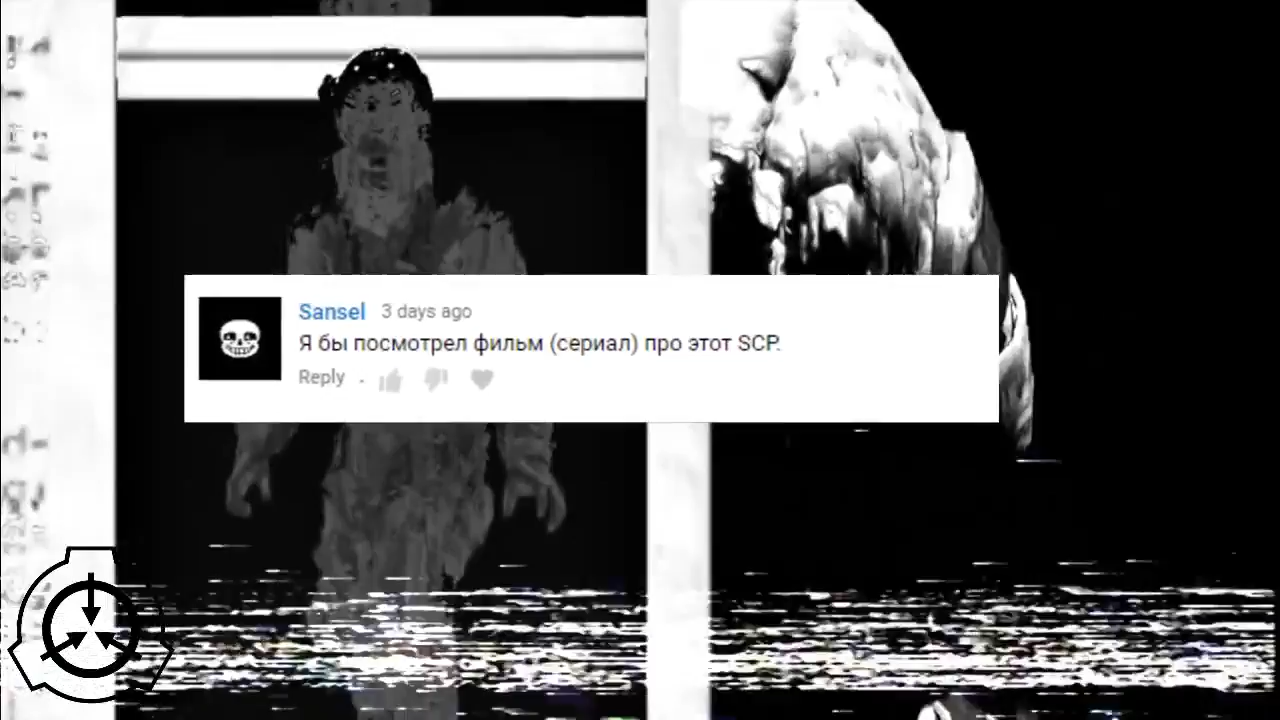 Sansel 3 days ago
Я бы посмотрел фильм (сериал) про этот SCP.
Reply